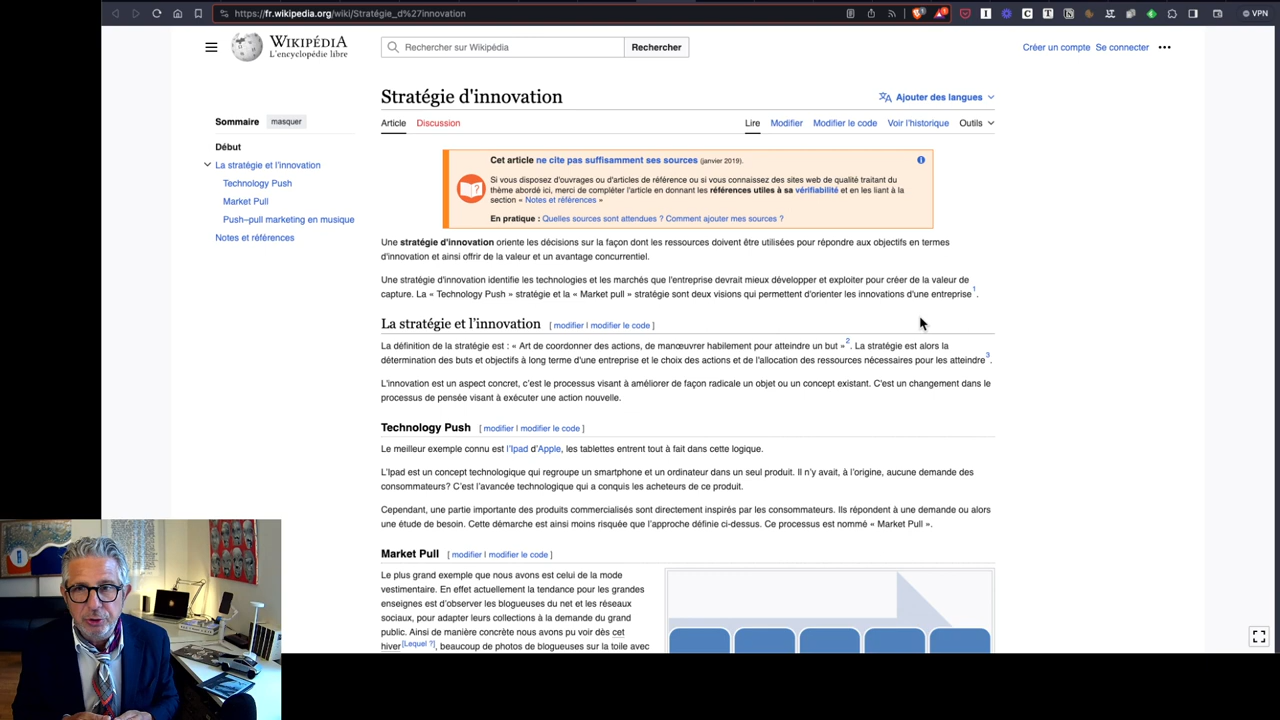 https://fr.wikipedia.org/wiki/Stratégie_d%27innovation
VPN
WIKIPÉDIA
L'encyclopédie libre
Rechercher sur Wikipédia
Rechercher
Créer un compte Se connecter
Stratégie d'innovation
Ajouter des langues
Sommaire masquer
Début
La stratégie et l'innovation
Technology Push
Market Pull
Push–pull marketing en musique
Notes et références
Article Discussion
Lire Modifier Modifier le code Voir l'historique Outils
Cet article ne cite pas suffisamment ses sources (janvier 2019).
Si vous disposez d'ouvrages ou d'articles de référence ou si vous connaissez des sites web de qualité traitant du
thème abordé ici, merci de compléter l'article en donnant les références utiles à sa vérifiabilité et en les liant à la
section « Notes et références »
En pratique : Quelles sources sont attendues ? Comment ajouter mes sources ?
Une stratégie d'innovation oriente les décisions sur la façon dont les ressources doivent être utilisées pour répondre aux objectifs en termes
d'innovation et ainsi offrir de la valeur et un avantage concurrentiel.
Une stratégie d'innovation identifie les technologies et les marchés que l'entreprise devrait mieux développer et exploiter pour créer de la valeur de
capture. La « Technology Push » stratégie et la « Market pull » stratégie sont deux visions qui permettent d'orienter les innovations d'une entreprise1.
La stratégie et l'innovation [ modifier | modifier le code ]
La définition de la stratégie est : « Art de coordonner des actions, de manœuvrer habilement pour atteindre un but »2. La stratégie est alors la
détermination des buts et objectifs à long terme d'une entreprise et le choix des actions et de l'allocation des ressources nécessaires pour les atteindre3.
L'innovation est un aspect concret, c'est le processus visant à améliorer de façon radicale un objet ou un concept existant. C'est un changement dans le
processus de pensée visant à exécuter une action nouvelle.
Technology Push [ modifier | modifier le code ]
Le meilleur exemple connu est l'Ipad d'Apple, les tablettes entrent tout à fait dans cette logique.
L'Ipad est un concept technologique qui regroupe un smartphone et un ordinateur dans un seul produit. Il n'y avait, à l'origine, aucune demande des
consommateurs? C'est l'avancée technologique qui a conquis les acheteurs de ce produit.
Cependant, une partie importante des produits commercialisés sont directement inspirés par les consommateurs. Ils répondent à une demande ou alors
une étude de besoin. Cette démarche est ainsi moins risquée que l'approche définie ci-dessus. Ce processus est nommé « Market Pull ».
Market Pull [ modifier | modifier le code ]
Le plus grand exemple que nous avons est celui de la mode
vestimentaire. En effet actuellement la tendance pour les grandes
enseignes est d'observer les blogueuses du net et les réseaux
sociaux, pour adapter leurs collections à la demande du grand
public. Ainsi de manière concrète nous avons pu voir dès cet
hiver[Lequel ?], beaucoup de photos de blogueuses sur la toile avec